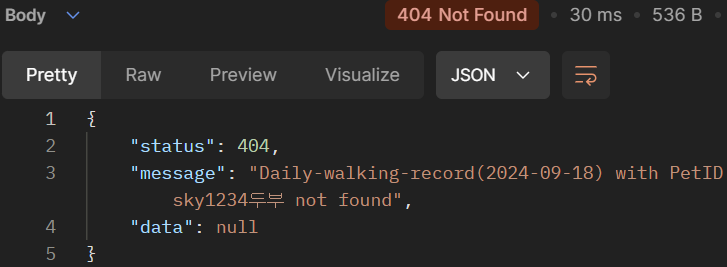 Body 404 Not Found • 30 ms • 536 B •
Pretty Raw Preview Visualize JSON
1 {
2 "status": 404,
3 "message": "Daily-walking-record(2024-09-18) with PetID
sky1234두부 not found",
4 "data": null
5 }